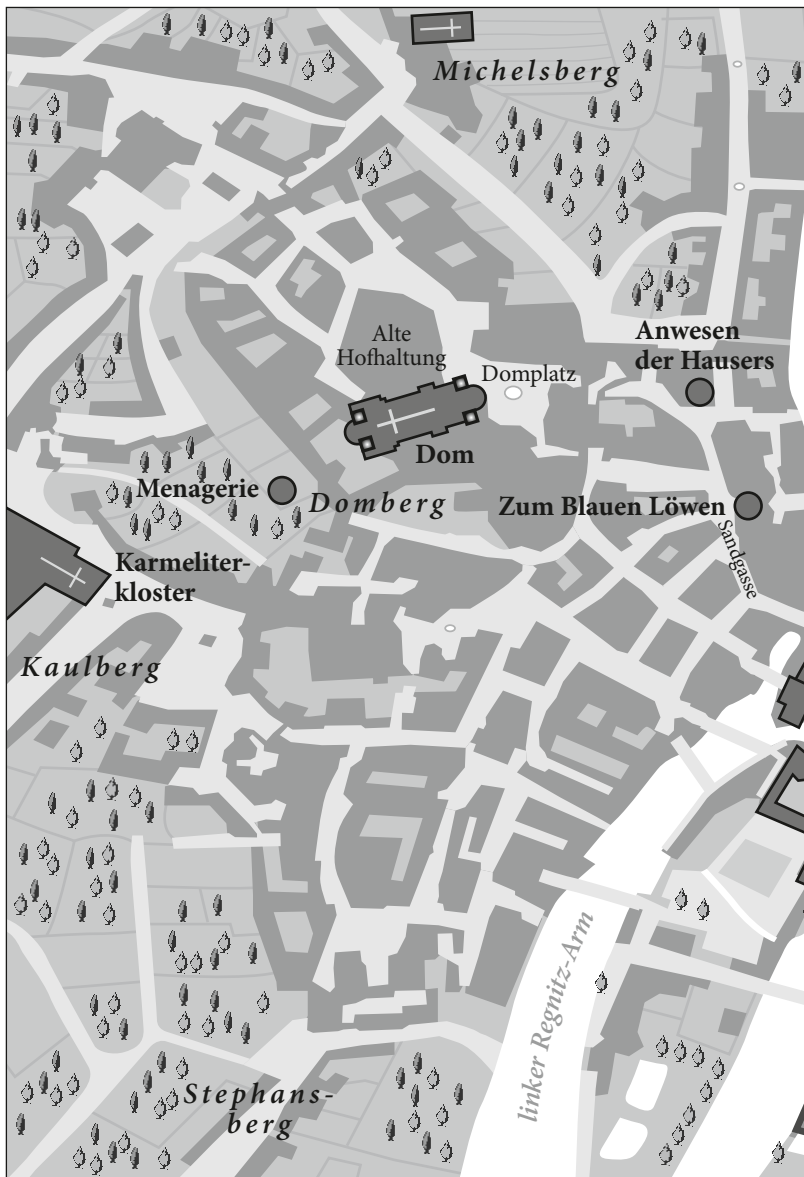 Michelsberg
Anwesen
der Hausers
Alte
Hofhaltung
Domplatz
Dom
Menagerie
Domberg
Zum Blauen Löwen
Sandgasse
Karmeliter-
kloster
Kaulberg
linker Regnitz-Arm
Stephans-
berg